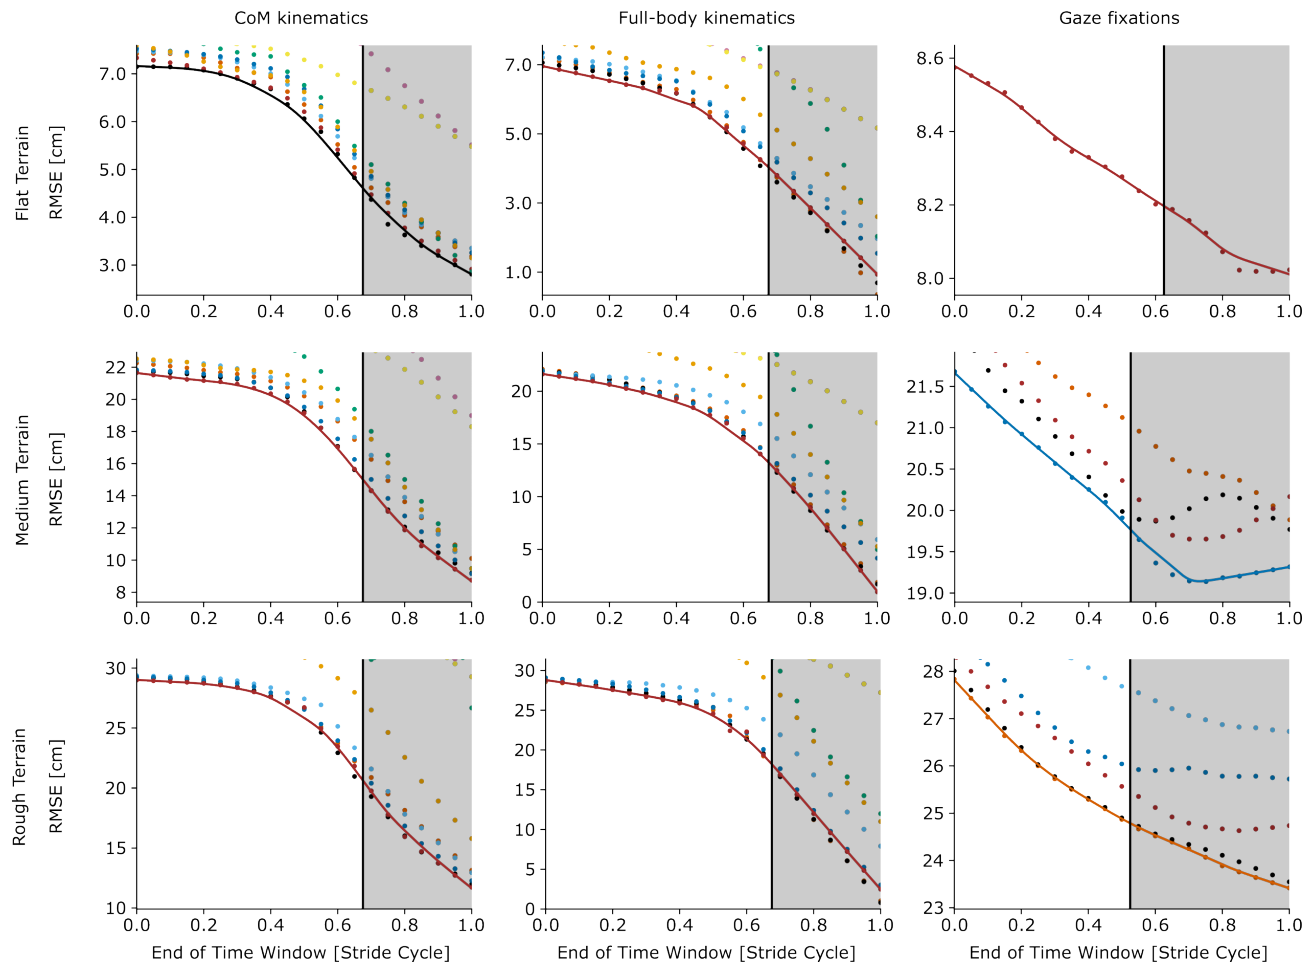 CoM kinematics
Full-body kinematics
Gaze fixations
Flat Terrain
RMSE [cm]
7.0
6.0
5.0
4.0
3.0
0.0 0.2 0.4 0.6 0.8 1.0
7.0
5.0
3.0
1.0
0.0 0.2 0.4 0.6 0.8 1.0
8.6
8.4
8.2
8.0
0.0 0.2 0.4 0.6 0.8 1.0
Medium Terrain
RMSE [cm]
22
20
18
16
14
12
10
8
0.0 0.2 0.4 0.6 0.8 1.0
20
15
10
5
0
0.0 0.2 0.4 0.6 0.8 1.0
21.5
21.0
20.5
20.0
19.5
19.0
0.0 0.2 0.4 0.6 0.8 1.0
Rough Terrain
RMSE [cm]
30
25
20
15
10
0.0 0.2 0.4 0.6 0.8 1.0
30
25
20
15
10
5
0
0.0 0.2 0.4 0.6 0.8 1.0
28
27
26
25
24
23
0.0 0.2 0.4 0.6 0.8 1.0
End of Time Window [Stride Cycle]
End of Time Window [Stride Cycle]
End of Time Window [Stride Cycle]